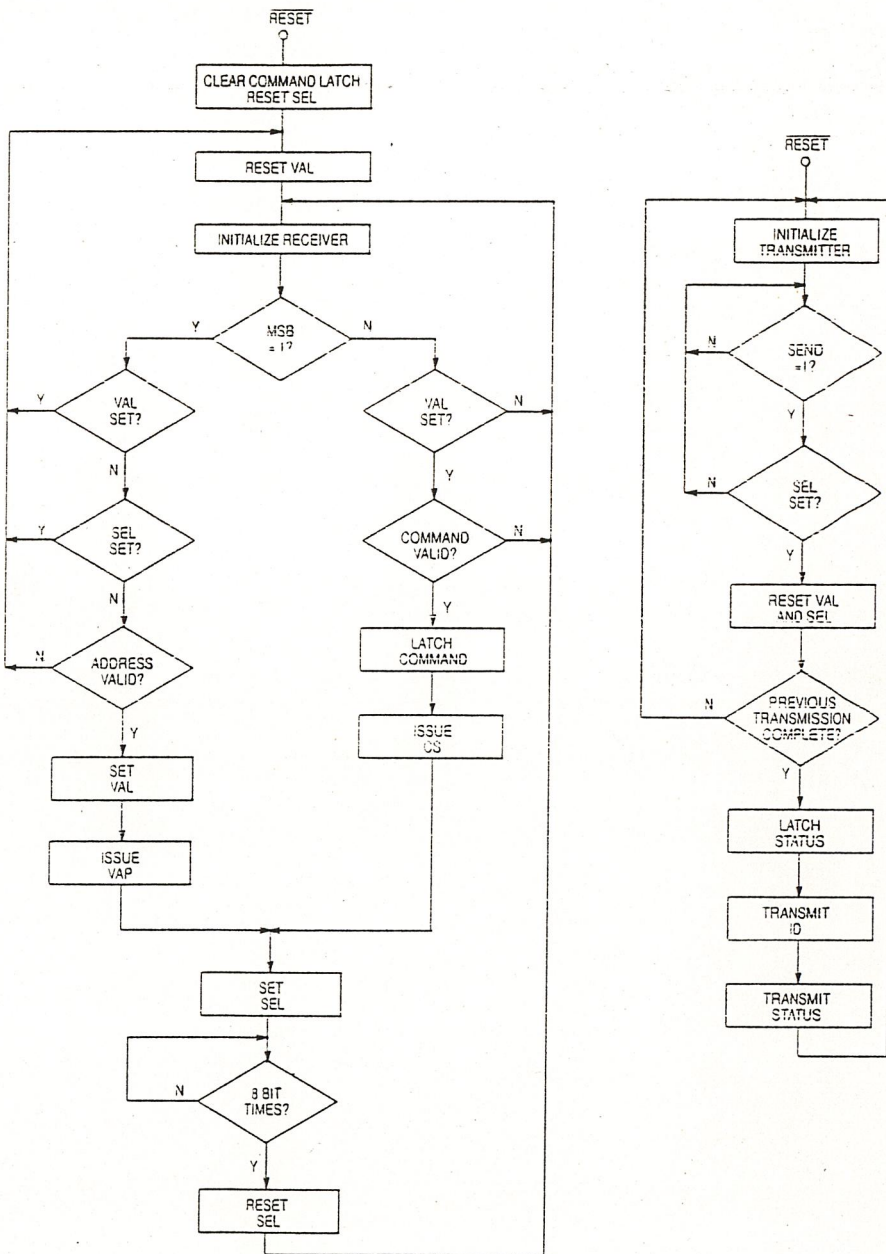 RESET
CLEAR COMMAND LATCH
RESET SEL
RESET VAL
INITIALIZE RECEIVER
MSB
= 1?
Y
N
VAL
SET?
Y
N
VAL
SET?
N
Y
SEL
SET?
Y
N
COMMAND
VALID?
N
Y
ADDRESS
VALID?
N
Y
LATCH
COMMAND
SET
VAL
ISSUE
CS
ISSUE
VAP
SET
SEL
8 BIT
TIMES?
N
Y
RESET
SEL
RESET
INITIALIZE
TRANSMITTER
SEND
=1?
N
Y
SEL
SET?
N
Y
RESET VAL
AND SEL
PREVIOUS
TRANSMISSION
COMPLETE?
N
Y
LATCH
STATUS
TRANSMIT
ID
TRANSMIT
STATUS